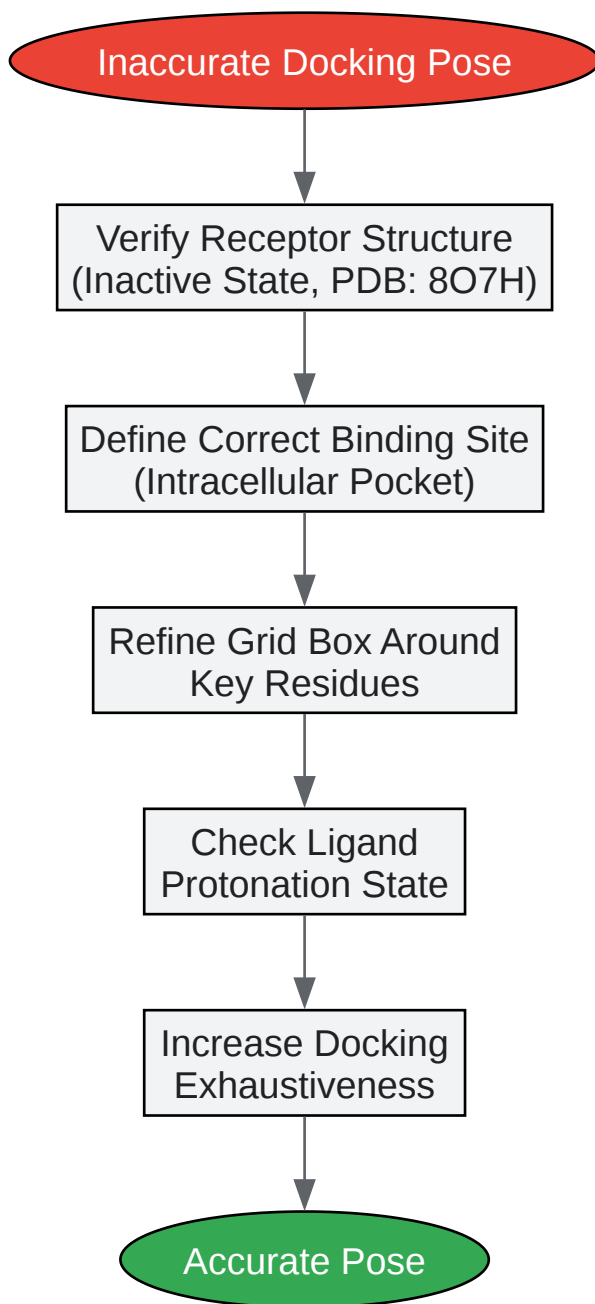 Inaccurate Docking Pose
Verify Receptor Structure
(Inactive State, PDB: 8O7H)
Define Correct Binding Site
(Intracellular Pocket)
Refine Grid Box Around
Key Residues
Check Ligand
Protonation State
Increase Docking
Exhaustiveness
Accurate Pose